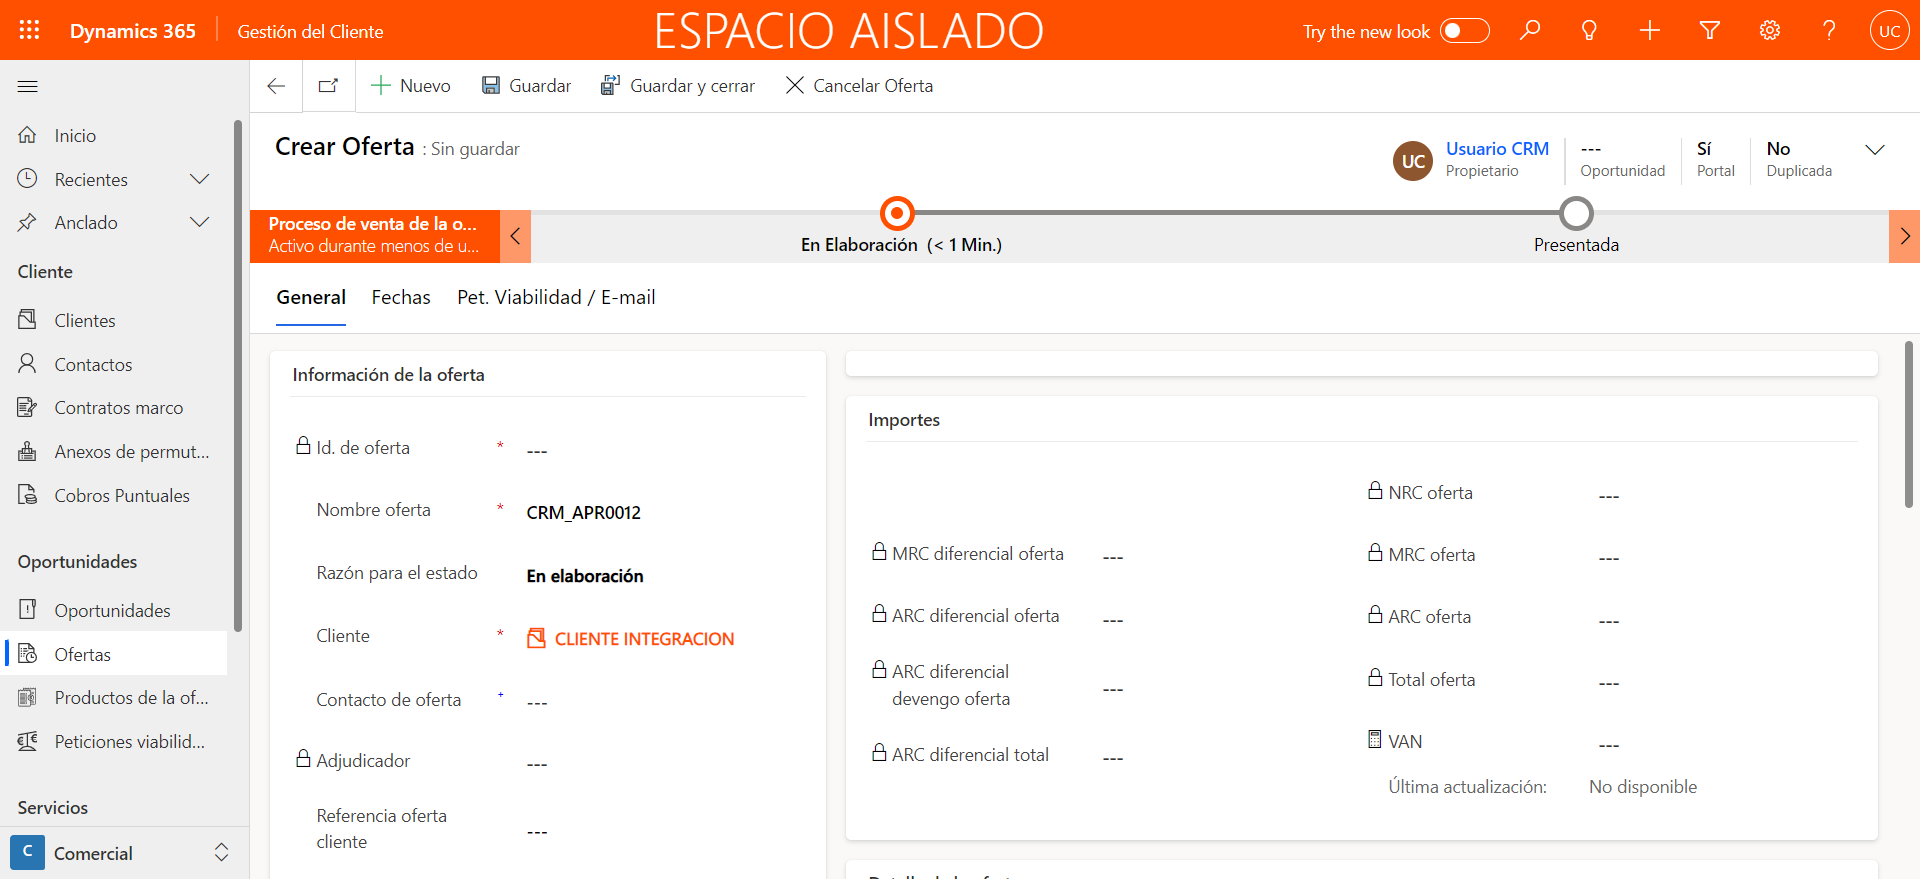 Dynamics 365
Gestión del Cliente
ESPACIO AISLADO
Try the new look
UC
Nuevo
Guardar
Guardar y cerrar
Cancelar Oferta
Inicio
Recientes
Anclado
Cliente
Clientes
Contactos
Contratos marco
Anexos de permut...
Cobros Puntuales
Oportunidades
Oportunidades
Ofertas
Productos de la of...
Peticiones viabilid...
Servicios
C
Comercial
Crear Oferta : Sin guardar
UC
Usuario CRM
Propietario
---
Oportunidad
Sí
Portal
No
Duplicada
Proceso de venta de la o...
Activo durante menos de u...
En Elaboración (< 1 Min.)
Presentada
General
Fechas
Pet. Viabilidad / E-mail
Información de la oferta
Id. de oferta * ---
Nombre oferta * CRM_APR0012
Razón para el estado En elaboración
Cliente * CLIENTE INTEGRACION
Contacto de oferta + ---
Adjudicador ---
Referencia oferta
cliente ---
Importes
MRC diferencial oferta ---
ARC diferencial oferta ---
ARC diferencial
devengo oferta ---
ARC diferencial total ---
NRC oferta ---
MRC oferta ---
ARC oferta ---
Total oferta ---
VAN ---
Última actualización: No disponible